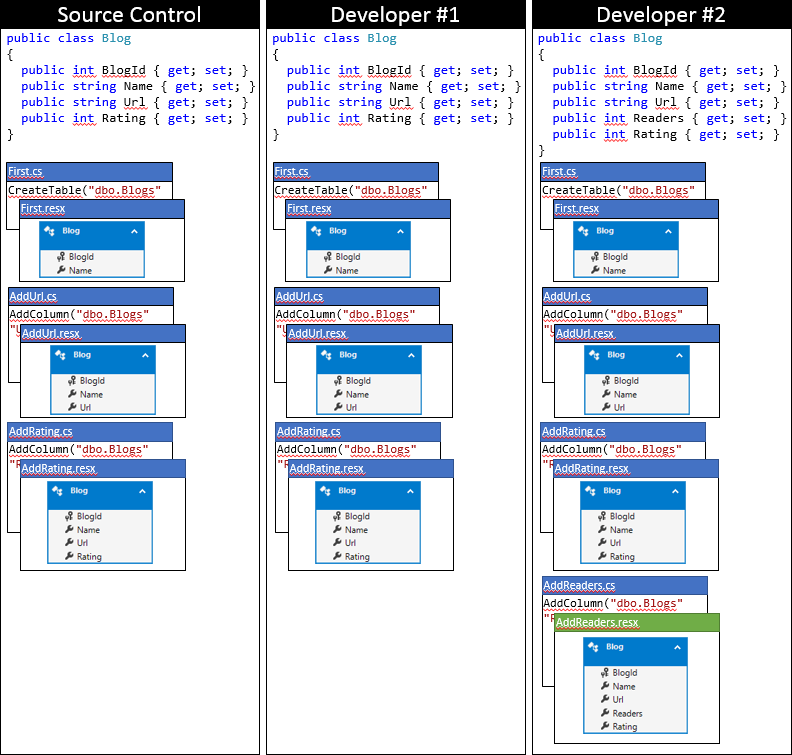 Source Control
public class Blog
{
public int BlogId { get; set; }
public string Name { get; set; }
public string Url { get; set; }
public int Rating { get; set; }
}
First.cs
CreateTable("dbo.Blogs"
First.resx
Blog
BlogId
Name
AddUrl.cs
AddColumn("dbo.Blogs"
AddUrl.resx
Blog
BlogId
Name
Url
AddRating.cs
AddColumn("dbo.Blogs"
AddRating.resx
Blog
BlogId
Name
Url
Rating
Developer #1
public class Blog
{
public int BlogId { get; set; }
public string Name { get; set; }
public string Url { get; set; }
public int Rating { get; set; }
}
First.cs
CreateTable("dbo.Blogs"
First.resx
Blog
BlogId
Name
AddUrl.cs
AddColumn("dbo.Blogs"
AddUrl.resx
Blog
BlogId
Name
Url
AddRating.cs
AddColumn("dbo.Blogs"
AddRating.resx
Blog
BlogId
Name
Url
Rating
Developer #2
public class Blog
{
public int BlogId { get; set; }
public string Name { get; set; }
public string Url { get; set; }
public int Readers { get; set; }
public int Rating { get; set; }
}
First.cs
CreateTable("dbo.Blogs"
First.resx
Blog
BlogId
Name
AddUrl.cs
AddColumn("dbo.Blogs"
AddUrl.resx
Blog
BlogId
Name
Url
AddRating.cs
AddColumn("dbo.Blogs"
AddRating.resx
Blog
BlogId
Name
Url
Rating
AddReaders.cs
AddColumn("dbo.Blogs"
AddReaders.resx
Blog
BlogId
Name
Url
Readers
Rating